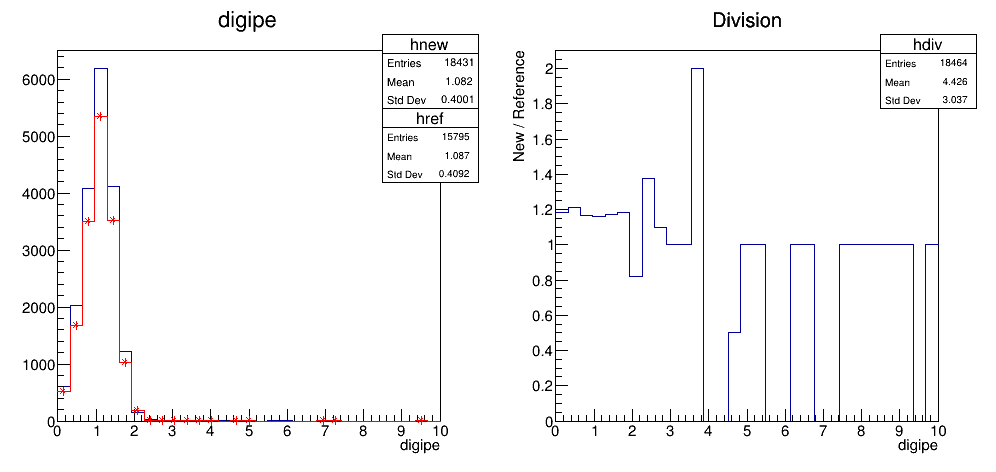 digipe
hnew
Entries 18431
Mean 1.082
Std Dev 0.4001
href
Entries 15795
Mean 1.087
Std Dev 0.4092
6000
5000
4000
3000
2000
1000
0
0 1 2 3 4 5 6 7 8 9 10
digipe
Division
hdiv
Entries 18464
Mean 4.426
Std Dev 3.037
New / Reference
2
1.8
1.6
1.4
1.2
1
0.8
0.6
0.4
0.2
0
0 1 2 3 4 5 6 7 8 9 10
digipe